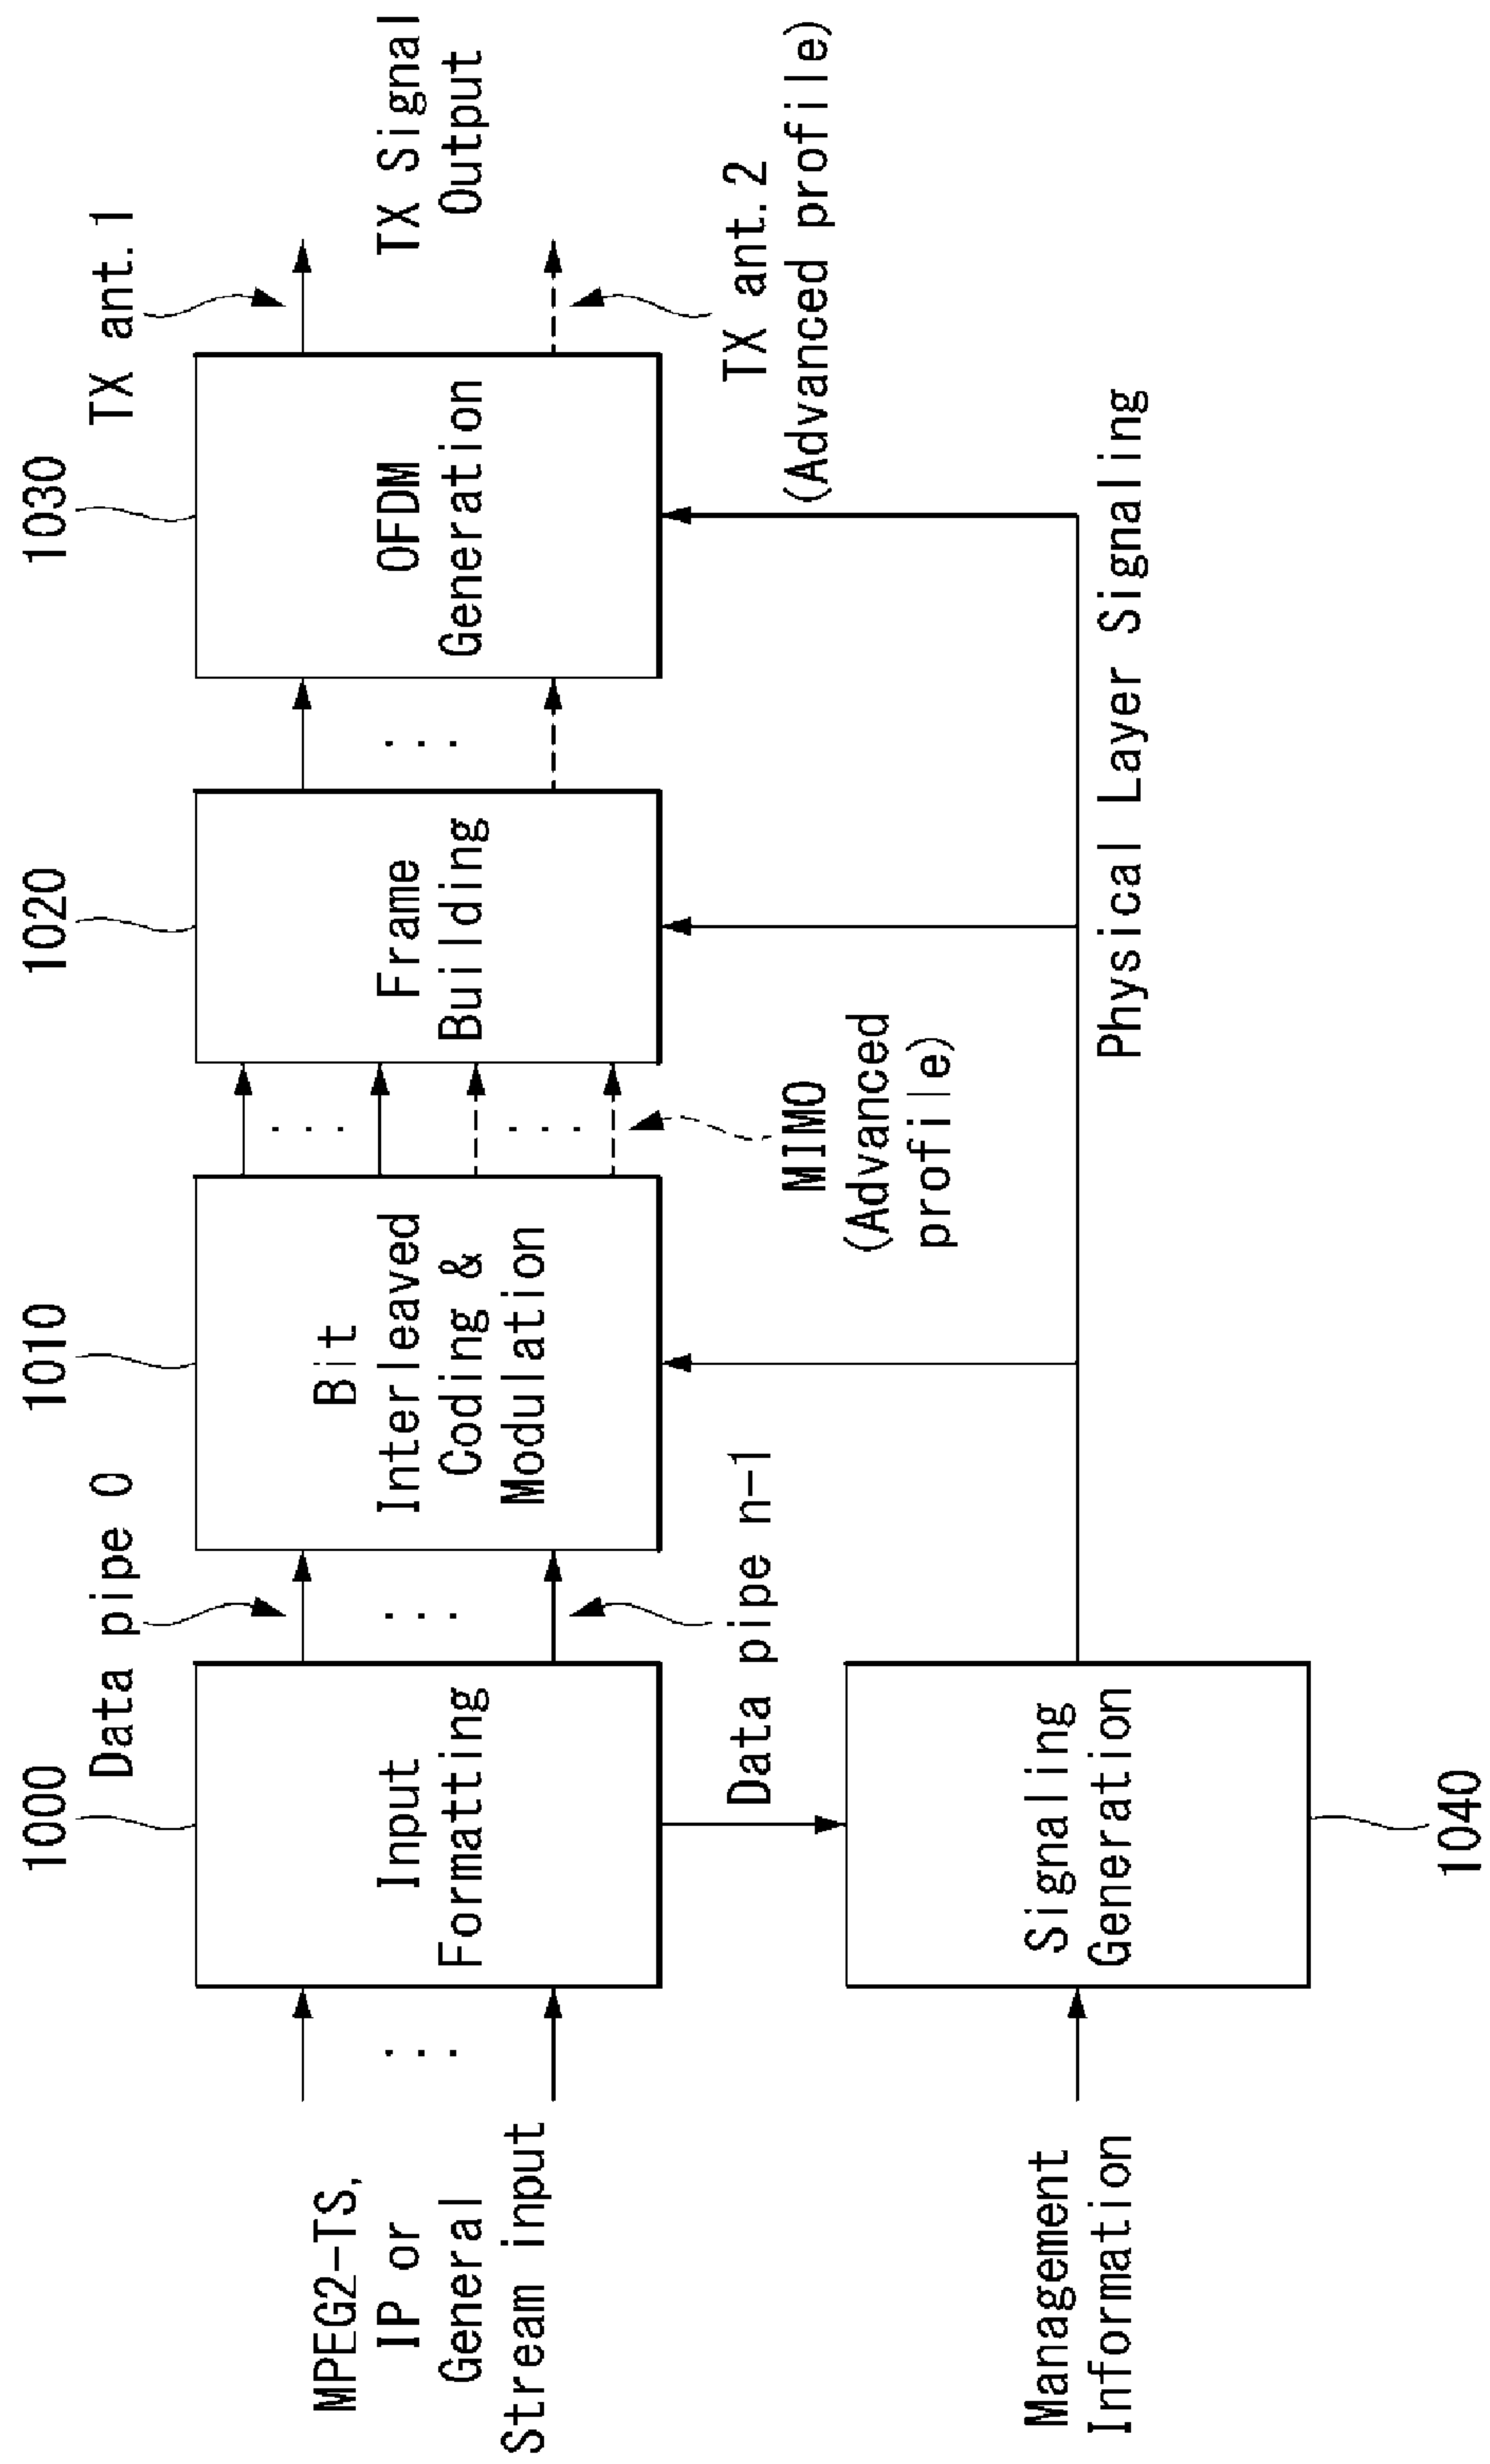 1000
1010
1020
1030
Data pipe 0
TX ant.1
MPEG2-TS,
IP or
General
Stream input
Input
Formatting
Bit
Interleaved
Coding &
Modulation
Frame
Building
OFDM
Generation
TX Signal
Output
Data pipe n-1
MIMO
(Advanced
profile)
TX ant.2
(Advanced profile)
Management
Information
Signaling
Generation
Physical Layer Signaling
1040